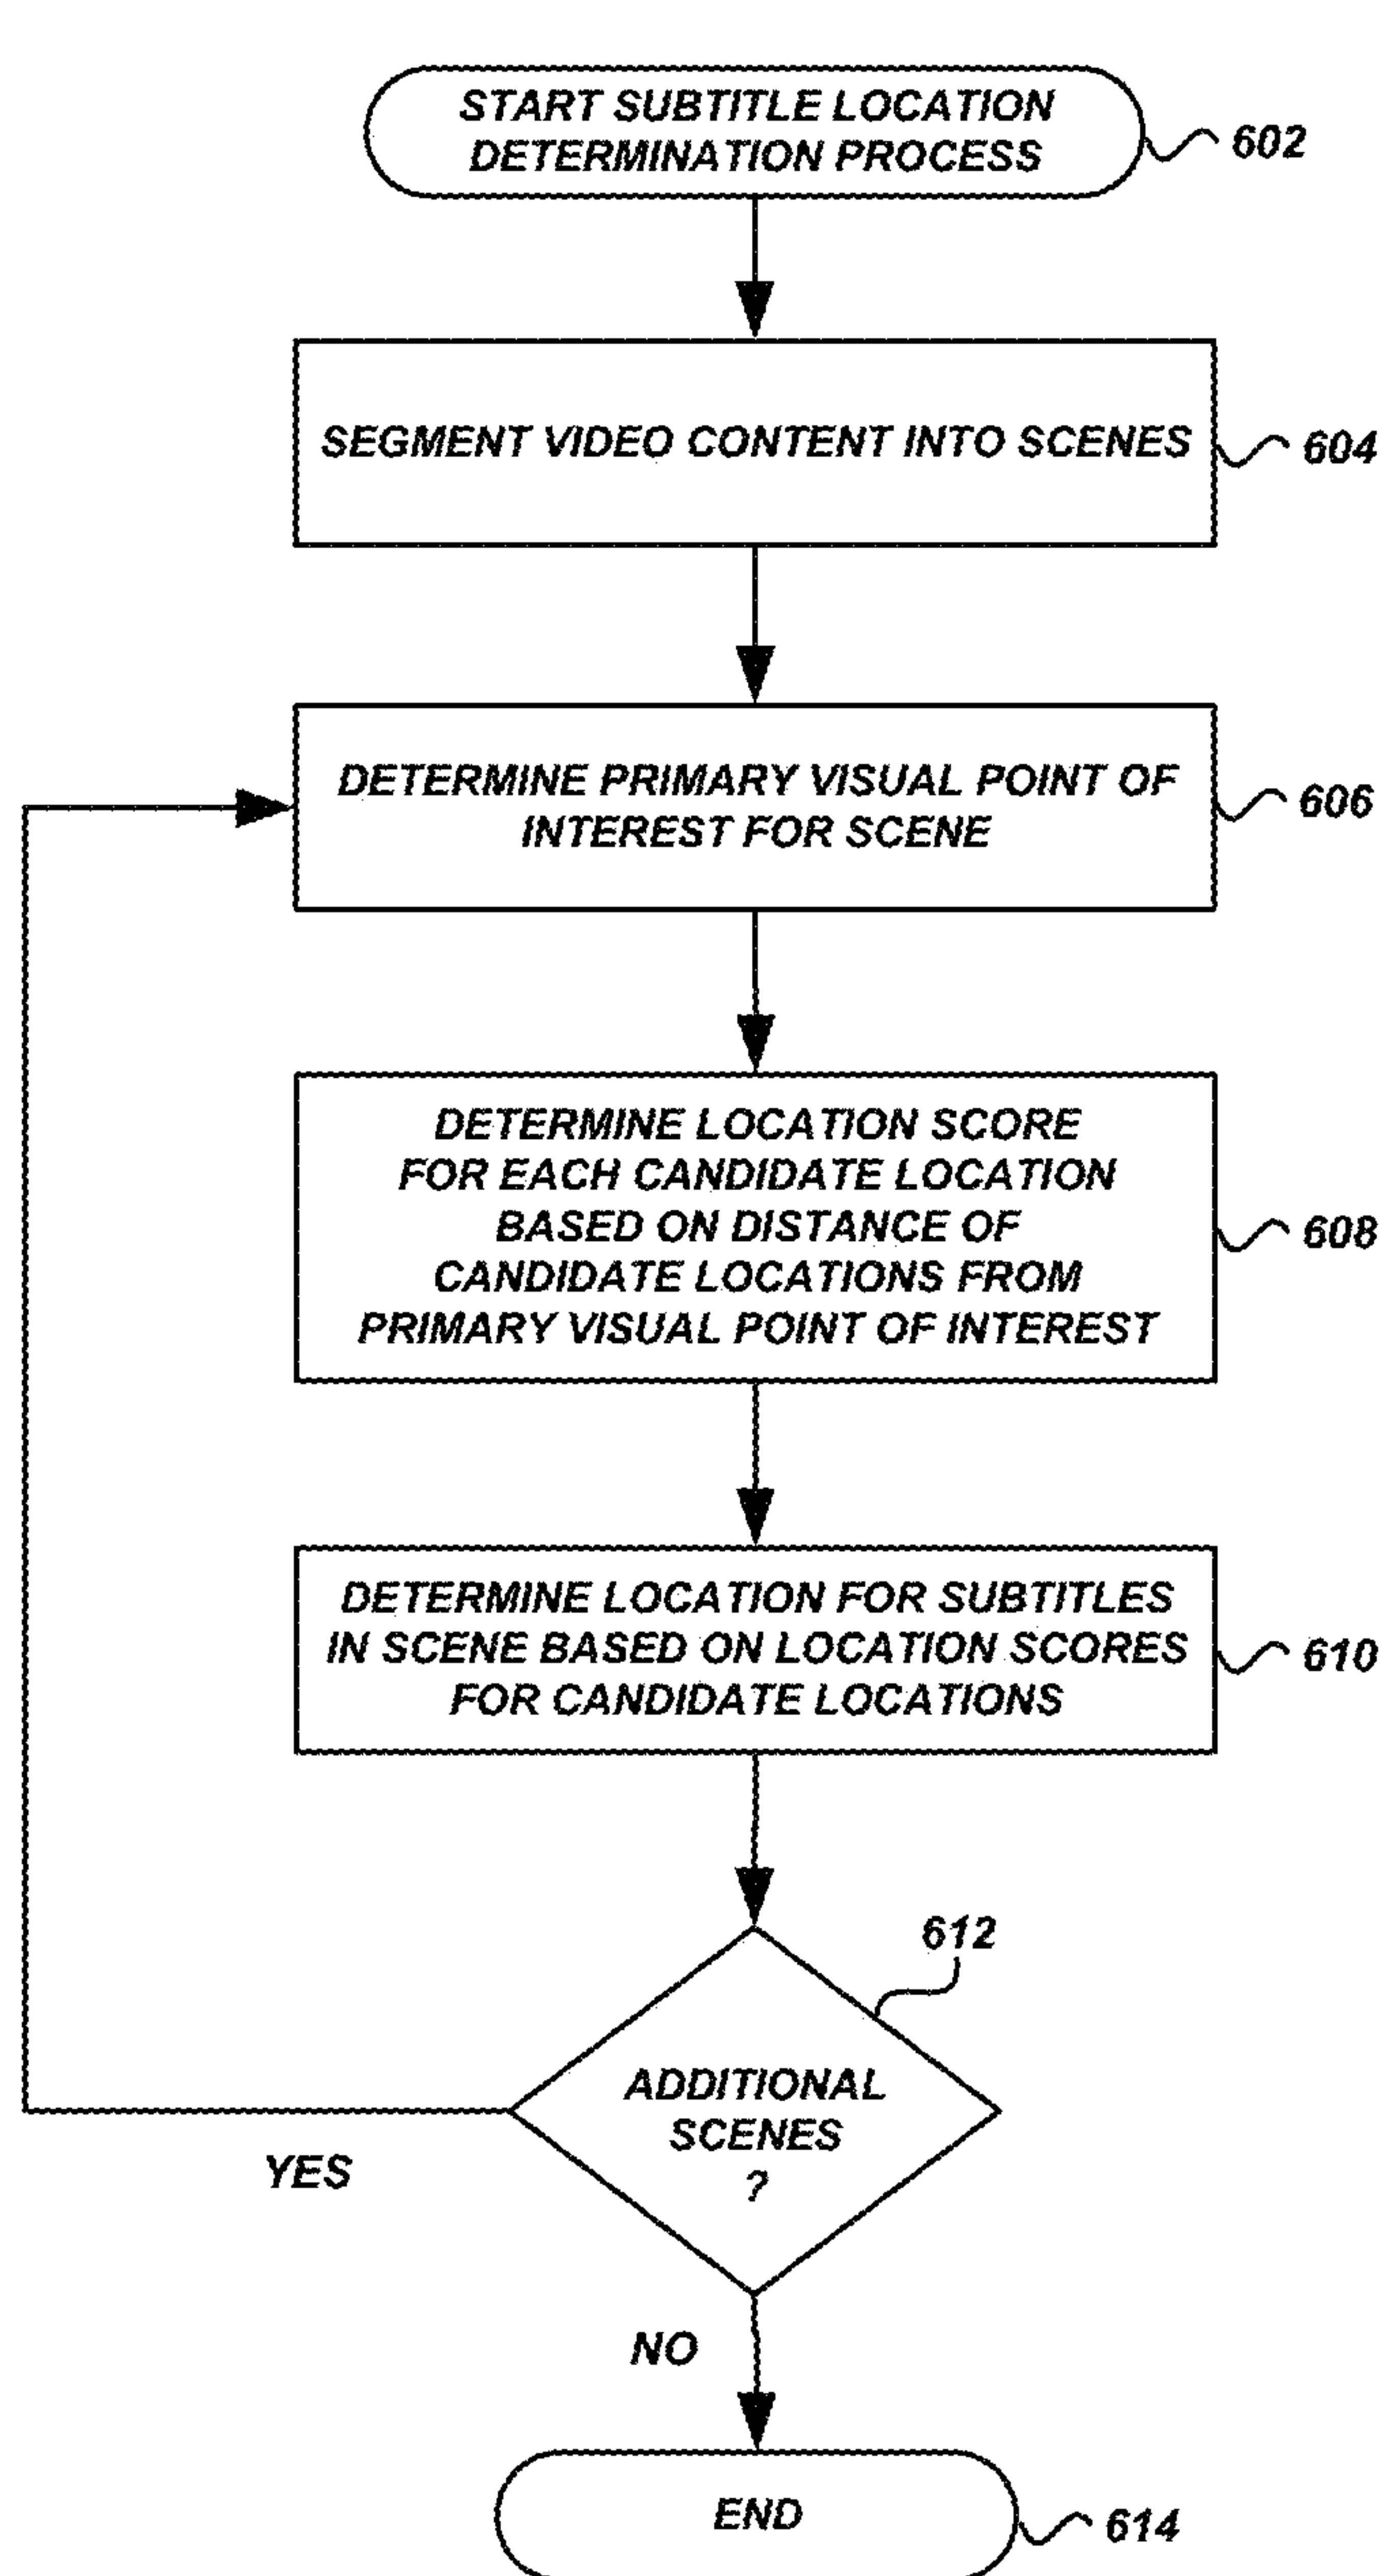 START SUBTITLE LOCATION
DETERMINATION PROCESS
602
SEGMENT VIDEO CONTENT INTO SCENES
604
DETERMINE PRIMARY VISUAL POINT OF
INTEREST FOR SCENE
606
DETERMINE LOCATION SCORE
FOR EACH CANDIDATE LOCATION
BASED ON DISTANCE OF
CANDIDATE LOCATIONS FROM
PRIMARY VISUAL POINT OF INTEREST
608
DETERMINE LOCATION FOR SUBTITLES
IN SCENE BASED ON LOCATION SCORES
FOR CANDIDATE LOCATIONS
610
612
ADDITIONAL
SCENES
?
YES
NO
END
614